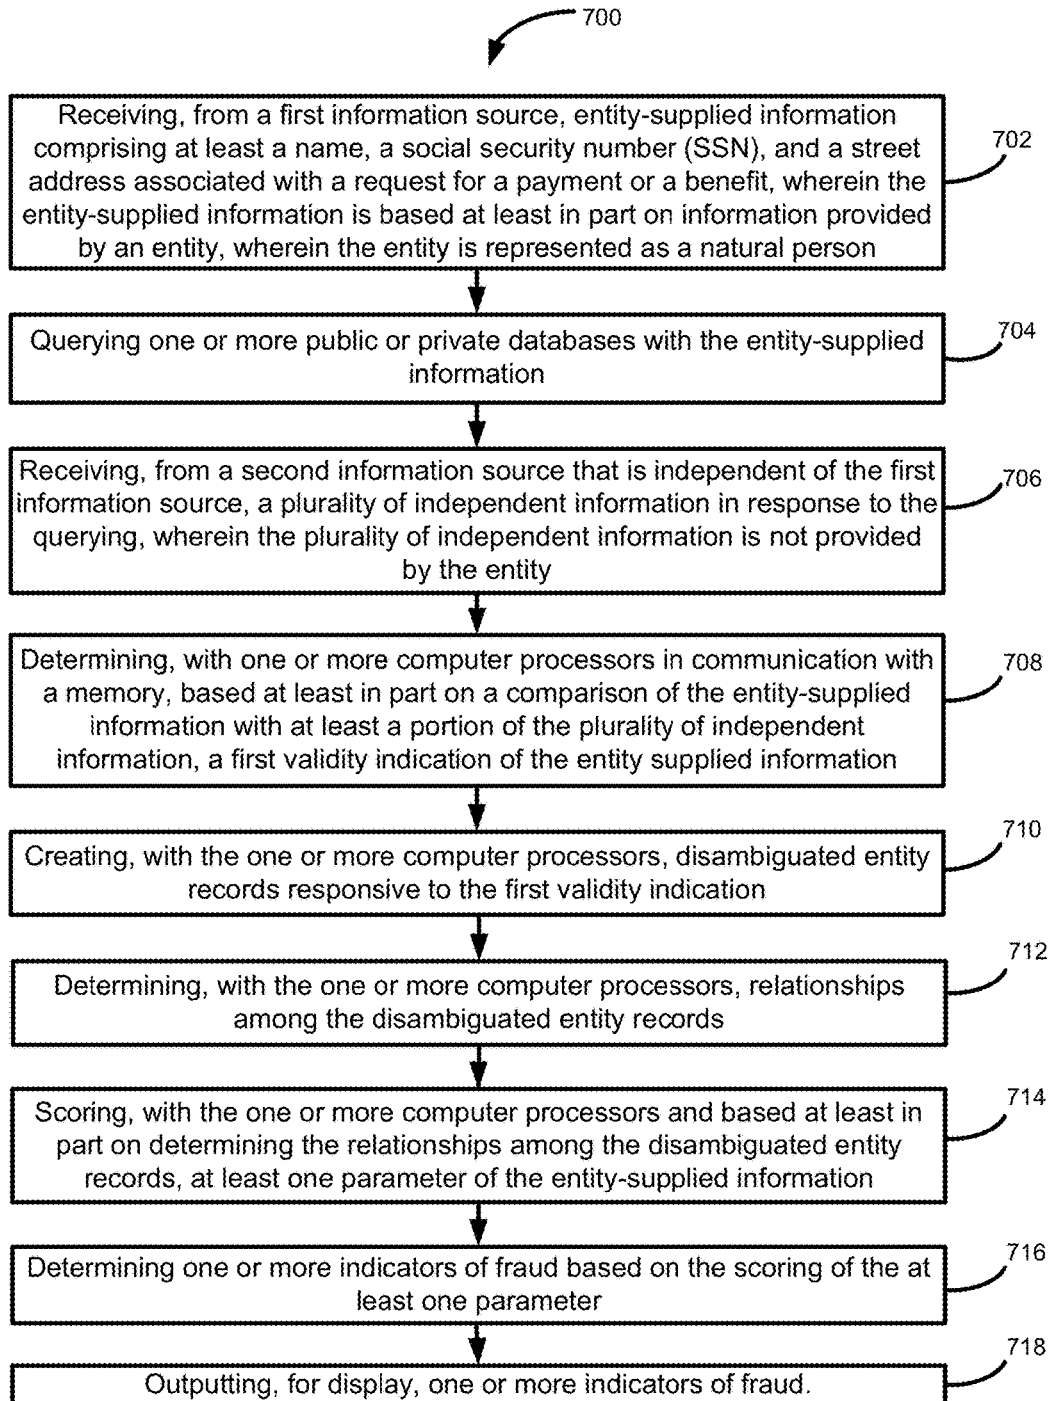 700
Receiving, from a first information source, entity-supplied information
comprising at least a name, a social security number (SSN), and a street
address associated with a request for a payment or a benefit, wherein the
entity-supplied information is based at least in part on information provided
by an entity, wherein the entity is represented as a natural person
702
Querying one or more public or private databases with the entity-supplied
information
704
Receiving, from a second information source that is independent of the first
information source, a plurality of independent information in response to the
querying, wherein the plurality of independent information is not provided
by the entity
706
Determining, with one or more computer processors in communication with
a memory, based at least in part on a comparison of the entity-supplied
information with at least a portion of the plurality of independent
information, a first validity indication of the entity supplied information
708
Creating, with the one or more computer processors, disambiguated entity
records responsive to the first validity indication
710
Determining, with the one or more computer processors, relationships
among the disambiguated entity records
712
Scoring, with the one or more computer processors and based at least in
part on determining the relationships among the disambiguated entity
records, at least one parameter of the entity-supplied information
714
Determining one or more indicators of fraud based on the scoring of the at
least one parameter
716
Outputting, for display, one or more indicators of fraud.
718